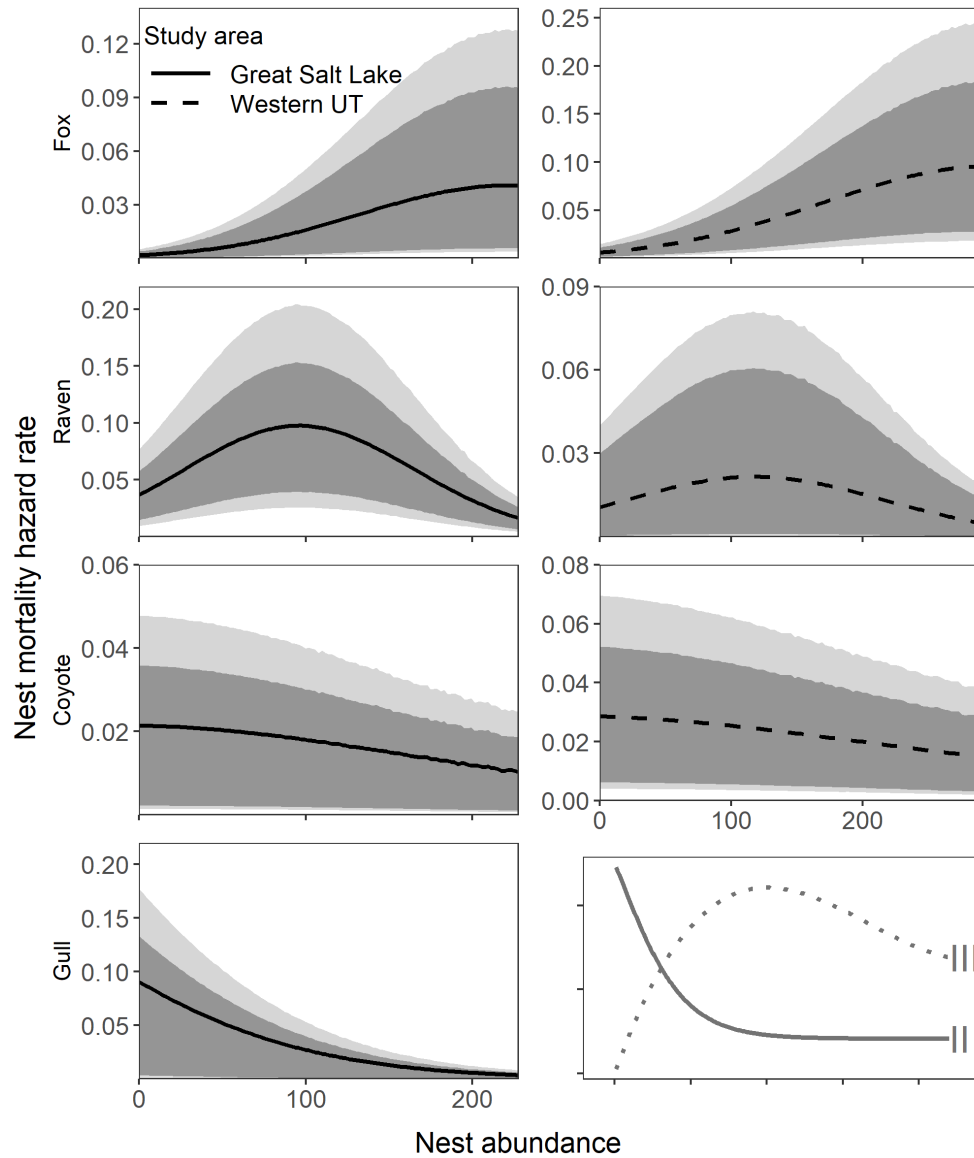 Nest mortality hazard rate
Fox
Study area
Great Salt Lake
Western UT
0.12
0.09
0.06
0.03
0.25
0.20
0.15
0.10
0.05
Raven
0.20
0.15
0.10
0.05
0.09
0.06
0.03
Coyote
0.06
0.04
0.02
0.08
0.06
0.04
0.02
0.00
0 100 200
Gull
0.20
0.15
0.10
0.05
0 100 200
III
II
Nest abundance